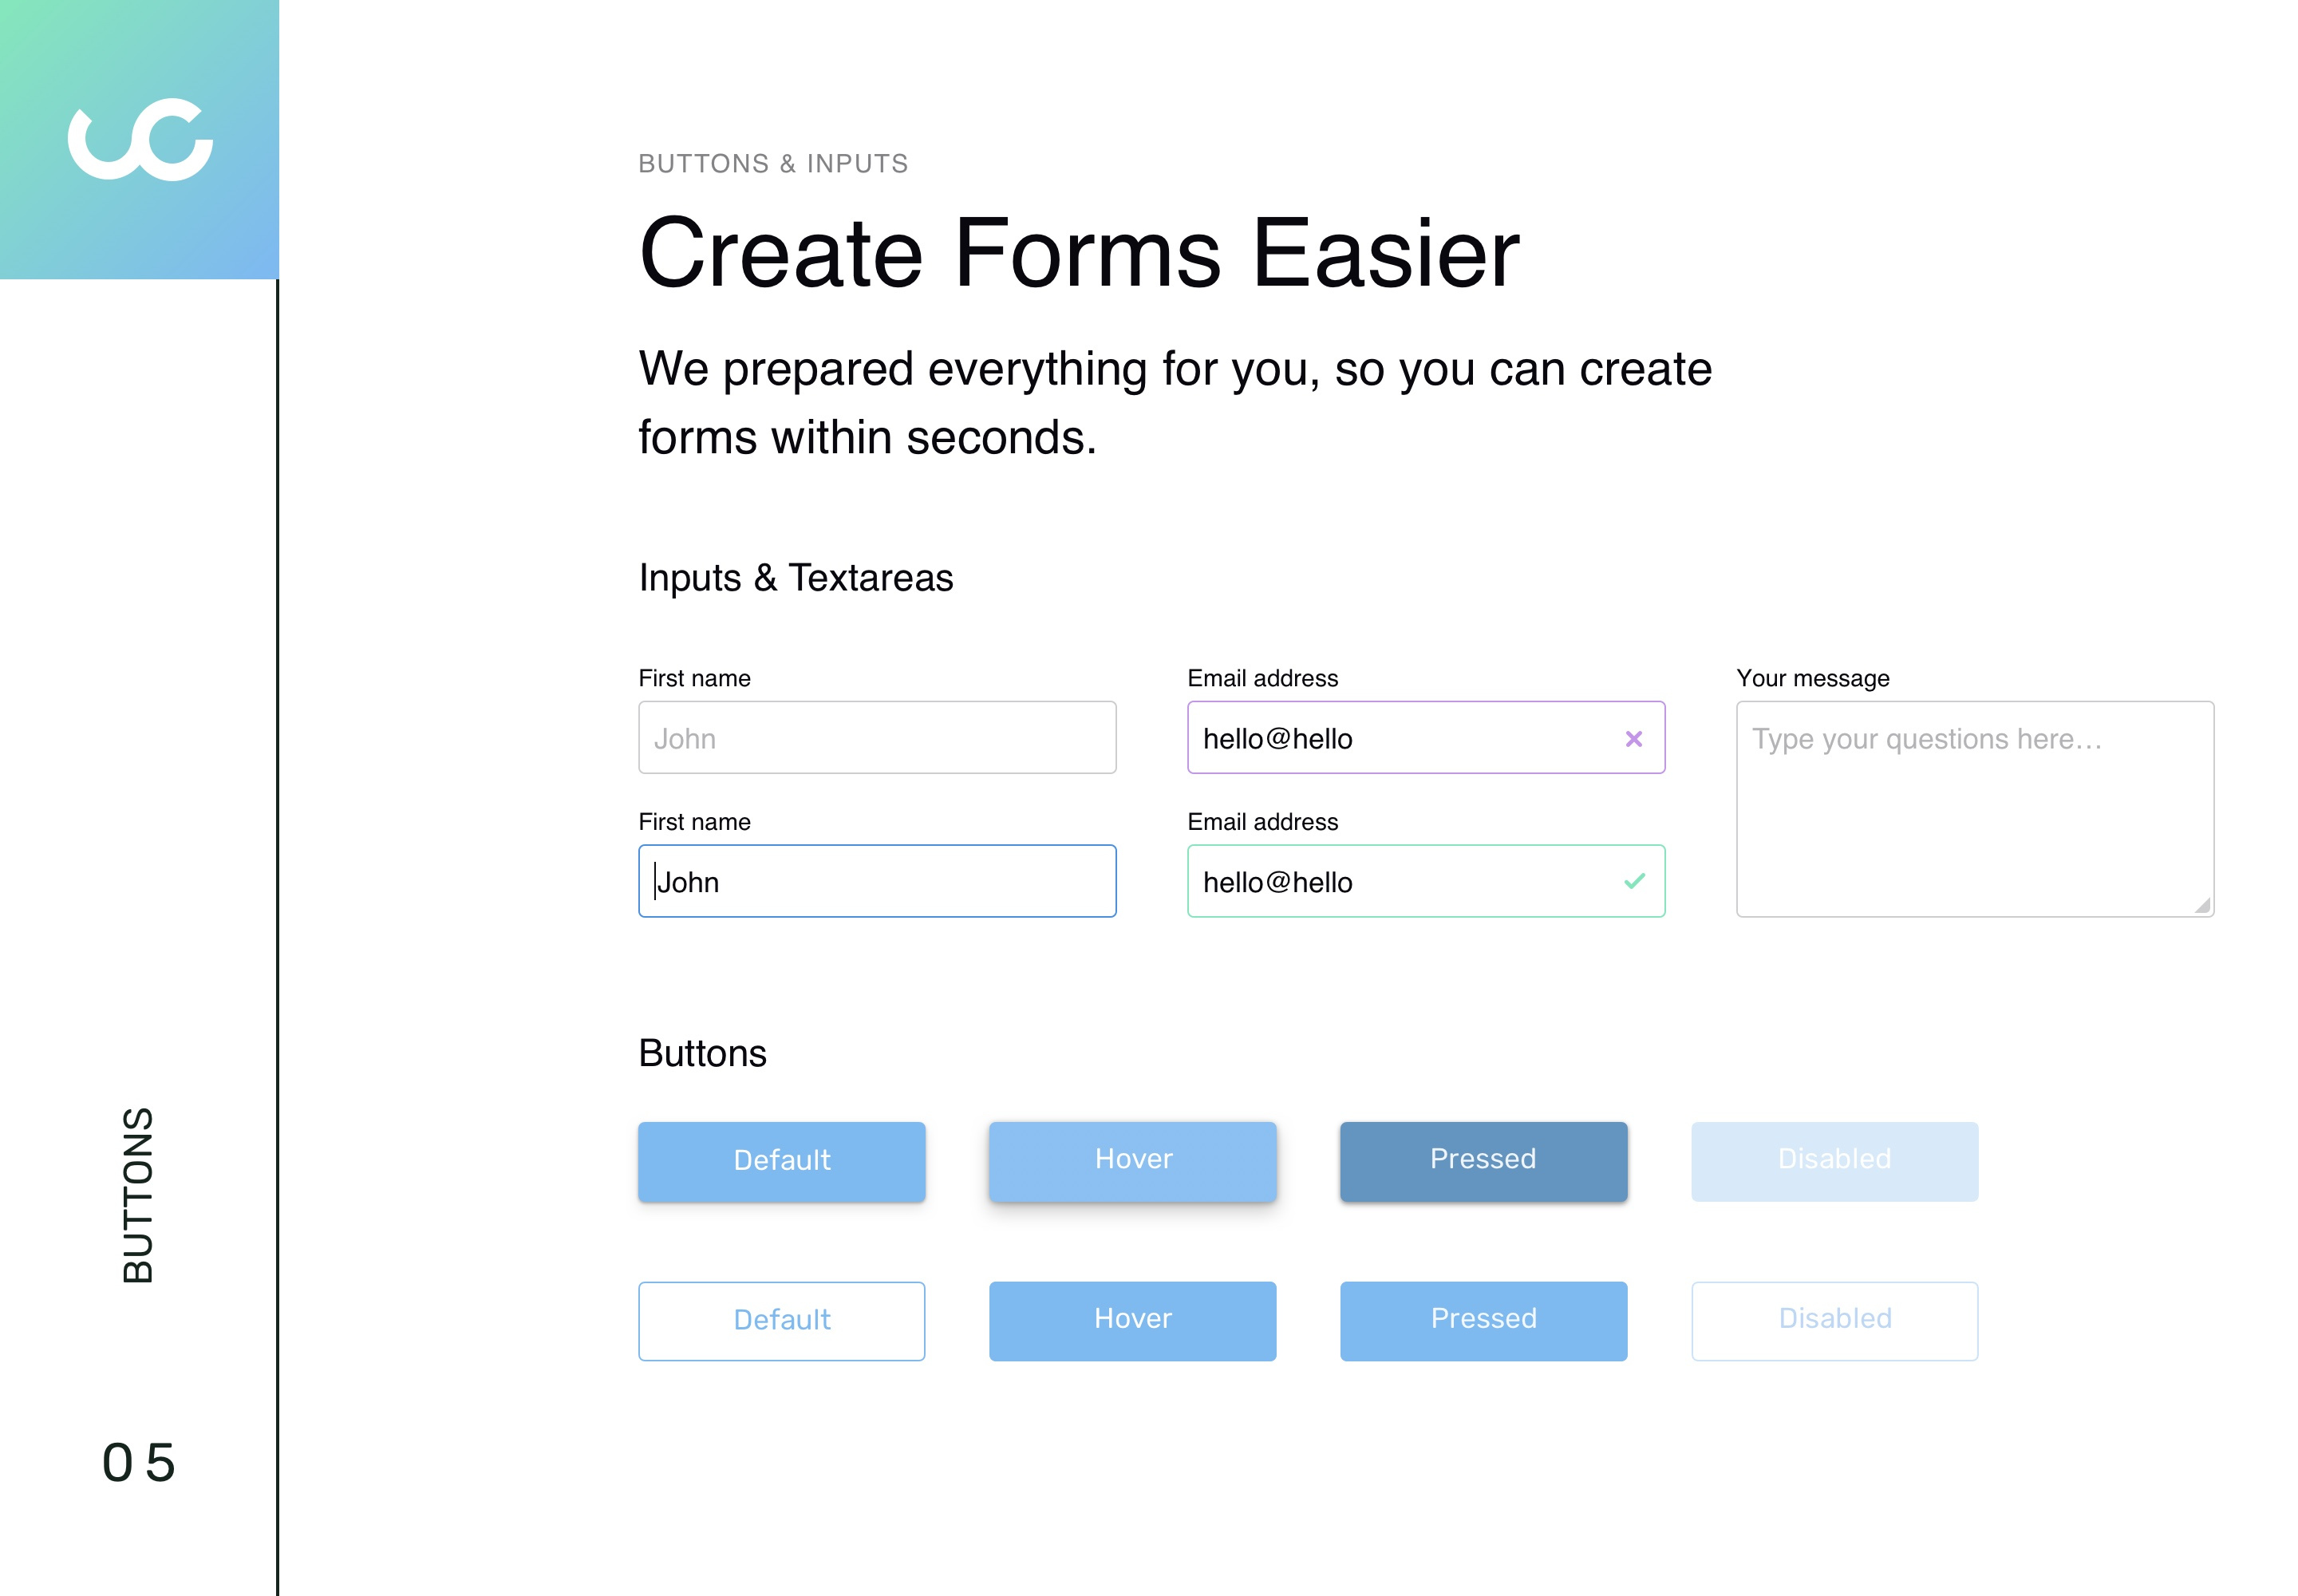 BUTTONS & INPUTS
Create Forms Easier
We prepared everything for you, so you can create
forms within seconds.
Inputs & Textareas
First name
John
Email address
hello@hello
Your message
Type your questions here…
First name
John
Email address
hello@hello
Buttons
Default
Hover
Pressed
Disabled
Default
Hover
Pressed
Disabled
BUTTONS
05